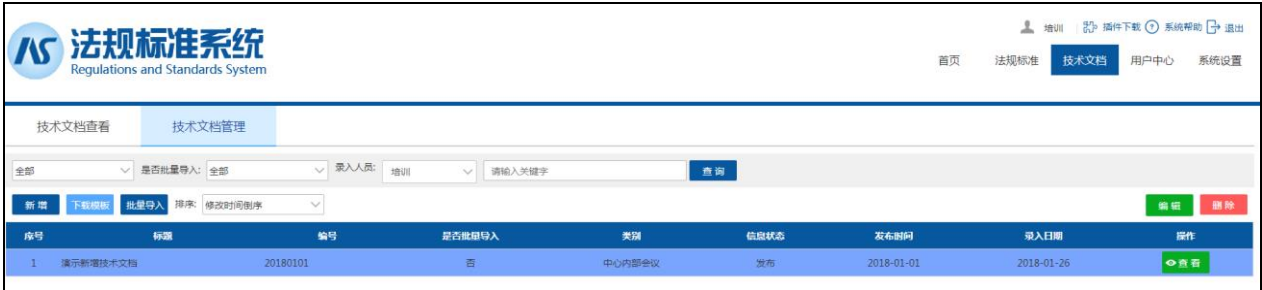 培训 插件下载 系统帮助 退出
AS 法规标准系统
Regulations and Standards System
首页 法规标准 技术文档 用户中心 系统设置
技术文档查看 技术文档管理
全部 是否批量导入: 全部 录入人员: 培训 请输入关键字 查询
新增 下载模板 批量导入 排序: 修改时间倒序 编辑 删除
序号 标题 编号 是否批量导入 类别 信息状态 发布时间 录入日期 操作
1 演示新增技术文档 20180101 否 中心内部会议 发布 2018-01-01 2018-01-26 查看